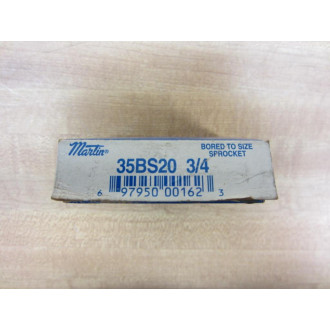 Martin
BORED TO SIZE
SPROCKET
35BS20 3/4
6 97950 00162 3